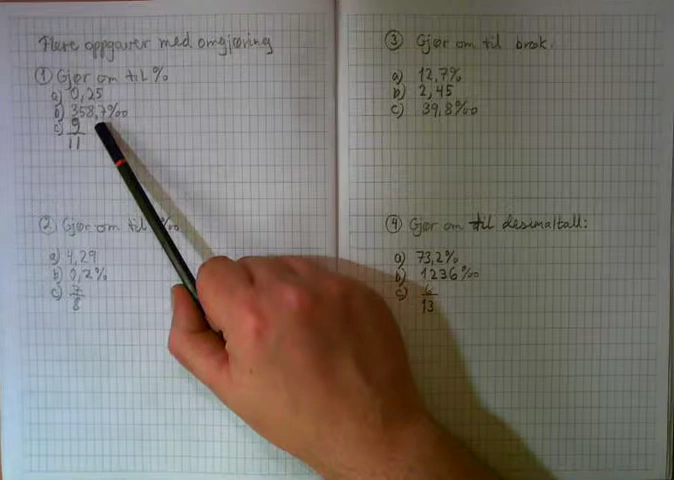 Flere oppgaver med omgjøring
① Gjør om til %
a) 0,25
b) 358,7‰
c) 9
11
② Gjør om til ‰
a) 4,29
b) 0,2%
c) 7
8
③ Gjør om til brøk.
a) 12,7%
b) 2,45
c) 39,8‰
④ Gjør om til desimaltall:
a) 73,2%
b) 1236‰
c) 6
13